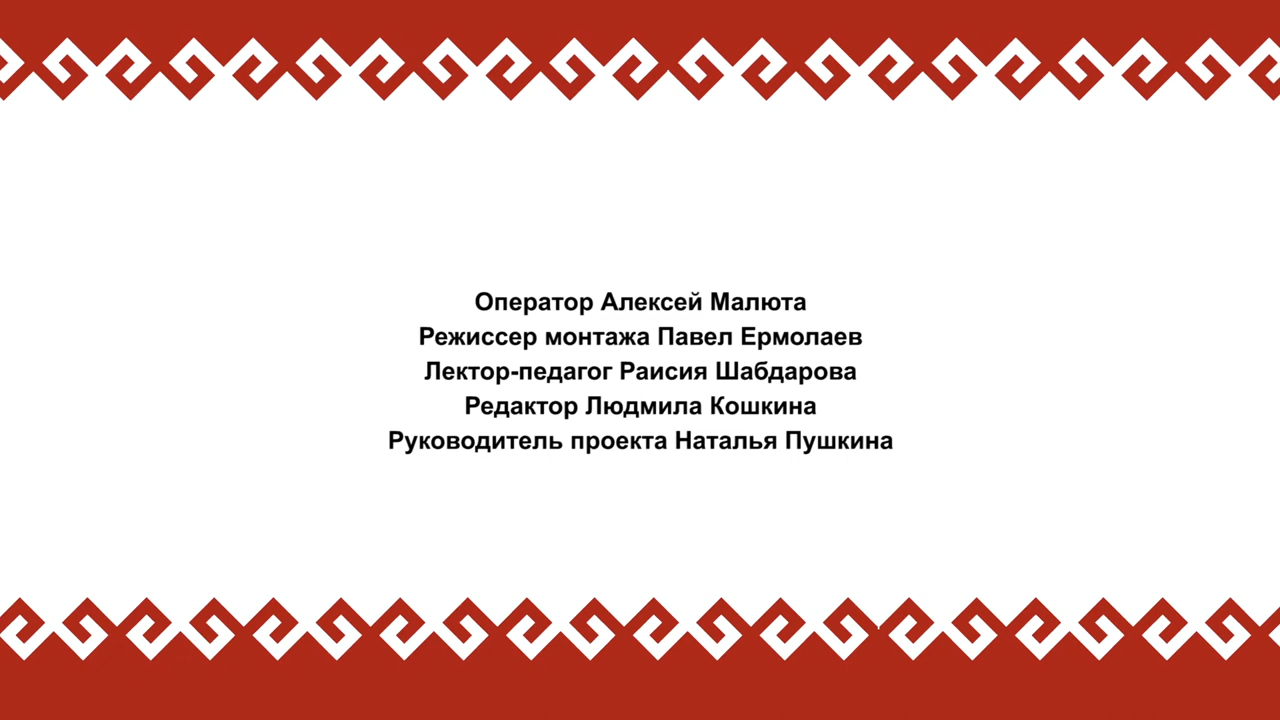 Оператор Алексей Малюта
Режиссер монтажа Павел Ермолаев
Лектор-педагог Раисия Шабдарова
Редактор Людмила Кошкина
Руководитель проекта Наталья Пушкина